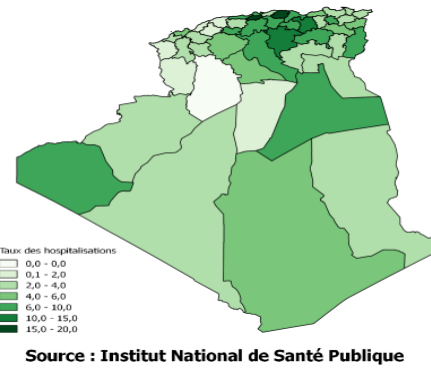 Taux des hospitalisations
0,0 - 0,0
0,1 - 2,0
2,0 - 4,0
4,0 - 6,0
6,0 - 10,0
10,0 - 15,0
15,0 - 20,0
Source : Institut National de Santé Publique